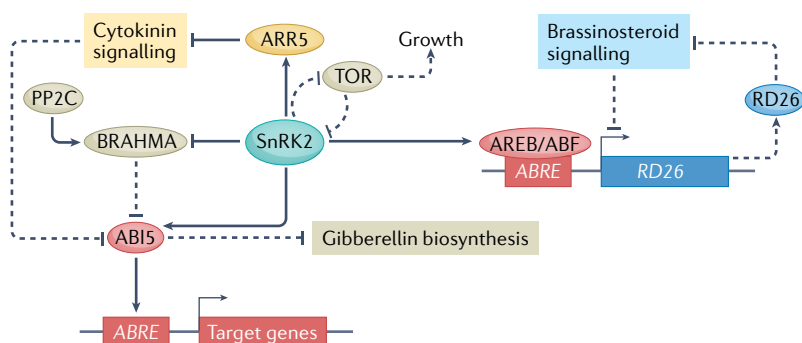 Cytokinin
signalling
ARR5
Growth
TOR
Brassinosteroid
signalling
PP2C
RD26
BRAHMA
SnRK2
AREB/ABF
ABRE
RD26
ABI5
Gibberellin biosynthesis
ABRE
Target genes